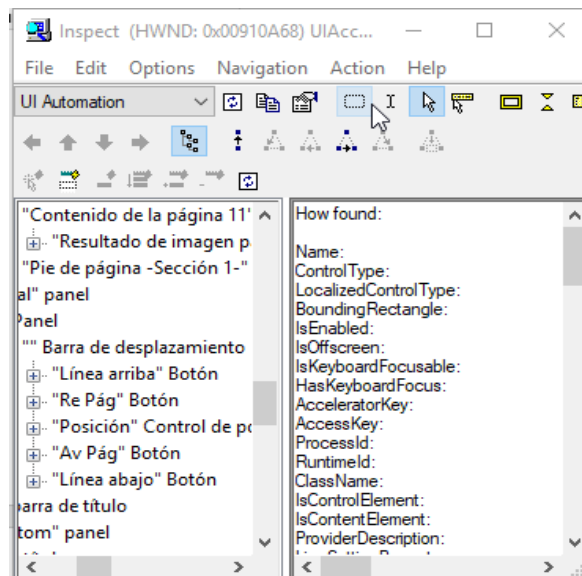 Inspect (HWND: 0x00910A68) UIAcc...
File Edit Options Navigation Action Help
UI Automation
"Contenido de la página 11"
"Resultado de imagen p
"Pie de página -Sección 1-"
al" panel
Panel
"" Barra de desplazamiento
"Línea arriba" Botón
"Re Pág" Botón
"Posición" Control de po
"Av Pág" Botón
"Línea abajo" Botón
barra de título
tom" panel
How found:
Name:
ControlType:
LocalizedControlType:
BoundingRectangle:
IsEnabled:
IsOffscreen:
IsKeyboardFocusable:
HasKeyboardFocus:
AcceleratorKey:
AccessKey:
ProcessId:
RuntimeId:
ClassName:
IsControlElement:
IsContentElement:
ProviderDescription: